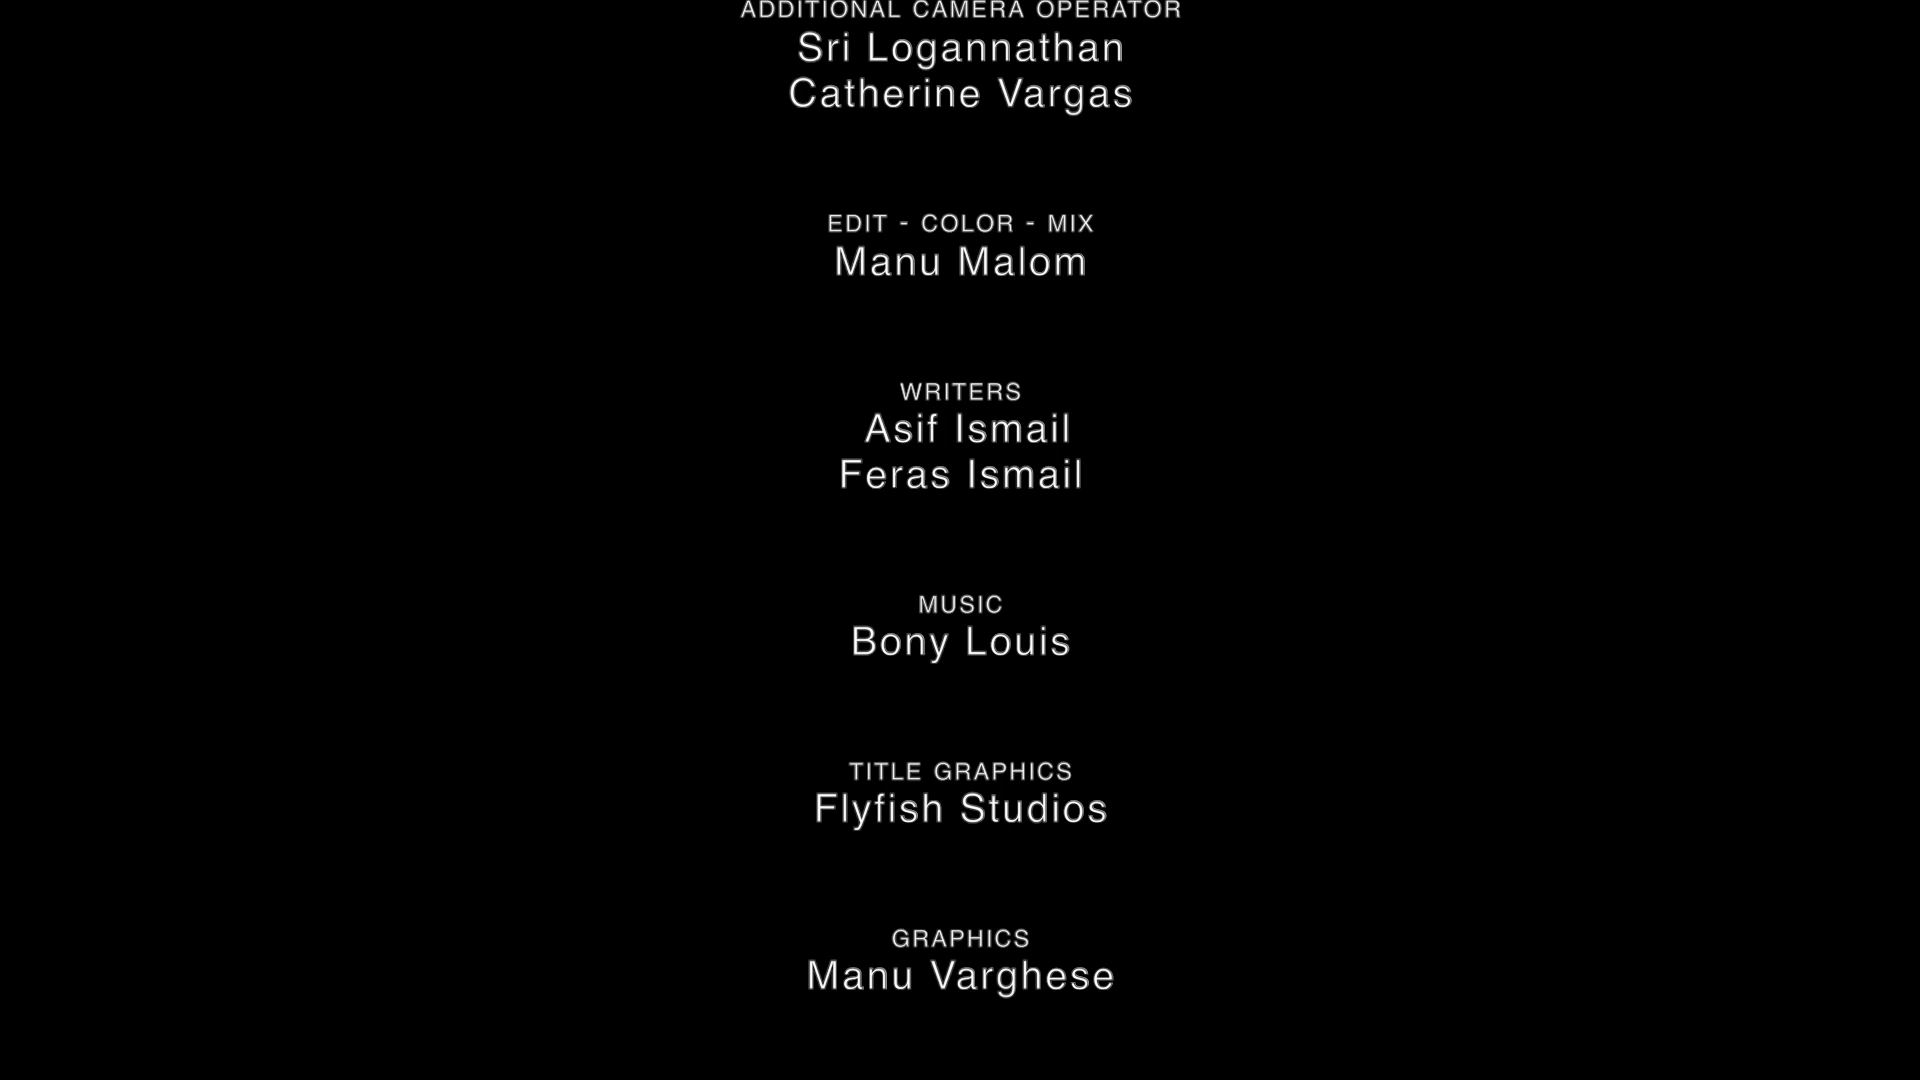 ADDITIONAL CAMERA OPERATOR
Sri Logannathan
Catherine Vargas
EDIT - COLOR - MIX
Manu Malom
WRITERS
Asif Ismail
Feras Ismail
MUSIC
Bony Louis
TITLE GRAPHICS
Flyfish Studios
GRAPHICS
Manu Varghese